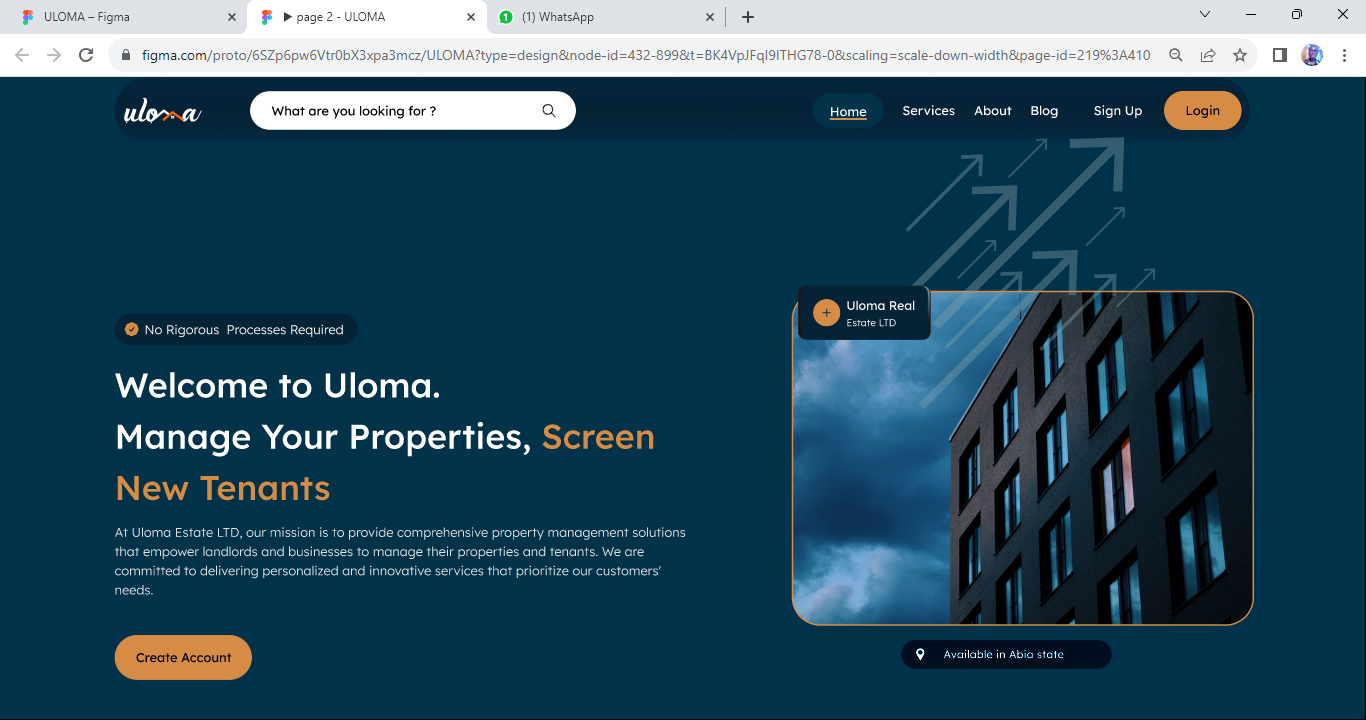 ULOMA – Figma
page 2 - ULOMA
1
(1) WhatsApp
figma.com/proto/6SZp6pw6Vtr0bX3xpa3mcz/ULOMA?type=design&node-id=432-899&t=BK4VpJFqI9ITHG78-0&scaling=scale-down-width&page-id=219%3A410
uloma
What are you looking for ?
Home
Services
About
Blog
Sign Up
Login
Uloma Real
Estate LTD
No Rigorous  Processes Required
Welcome to Uloma.
Manage Your Properties, Screen
New Tenants
At Uloma Estate LTD, our mission is to provide comprehensive property management solutions
that empower landlords and businesses to manage their properties and tenants. We are
committed to delivering personalized and innovative services that prioritize our customers'
needs.
Create Account
Available in Abia state